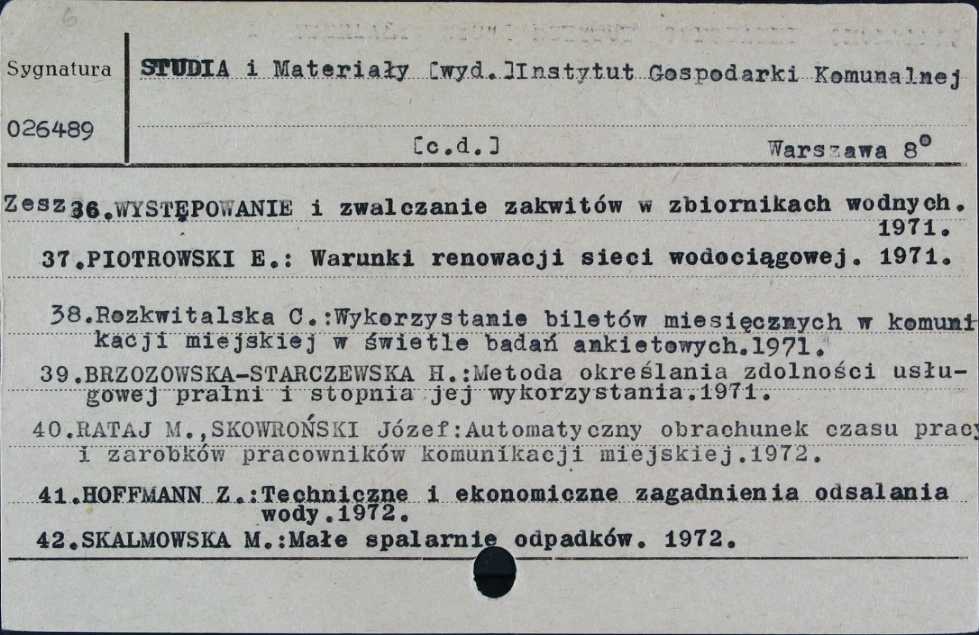 6
Sygnatura
STUDIA i Materiały [wyd.]Instytut Gospodarki Komunalnej
026489
[c.d.] Warszawa 8°
Zesz 36.WYSTĘPOWANIE i zwalczanie zakwitów w zbiornikach wodnych.
1971.
37.PIOTROWSKI E.: Warunki renowacji sieci wodociągowej. 1971.
38.Rozkwitalska C.:Wykorzystanie biletów miesięcznych w komuni-
kacji miejskiej w świetle badań ankietowych.1971.
39.BRZOZOWSKA-STARCZEWSKA H.:Metoda określania zdolności usłu-
gowej pralni i stopnia jej wykorzystania.1971.
40.RATAJ M.,SKOWROŃSKI Józef:Automatyczny obrachunek czasu pracy
i zarobków pracowników komunikacji miejskiej.1972.
41.HOFFMANN Z.:Techniczne i ekonomiczne zagadnienia odsalania
wody.1972.
42.SKALMOWSKA M.:Małe spalarnie odpadków. 1972.